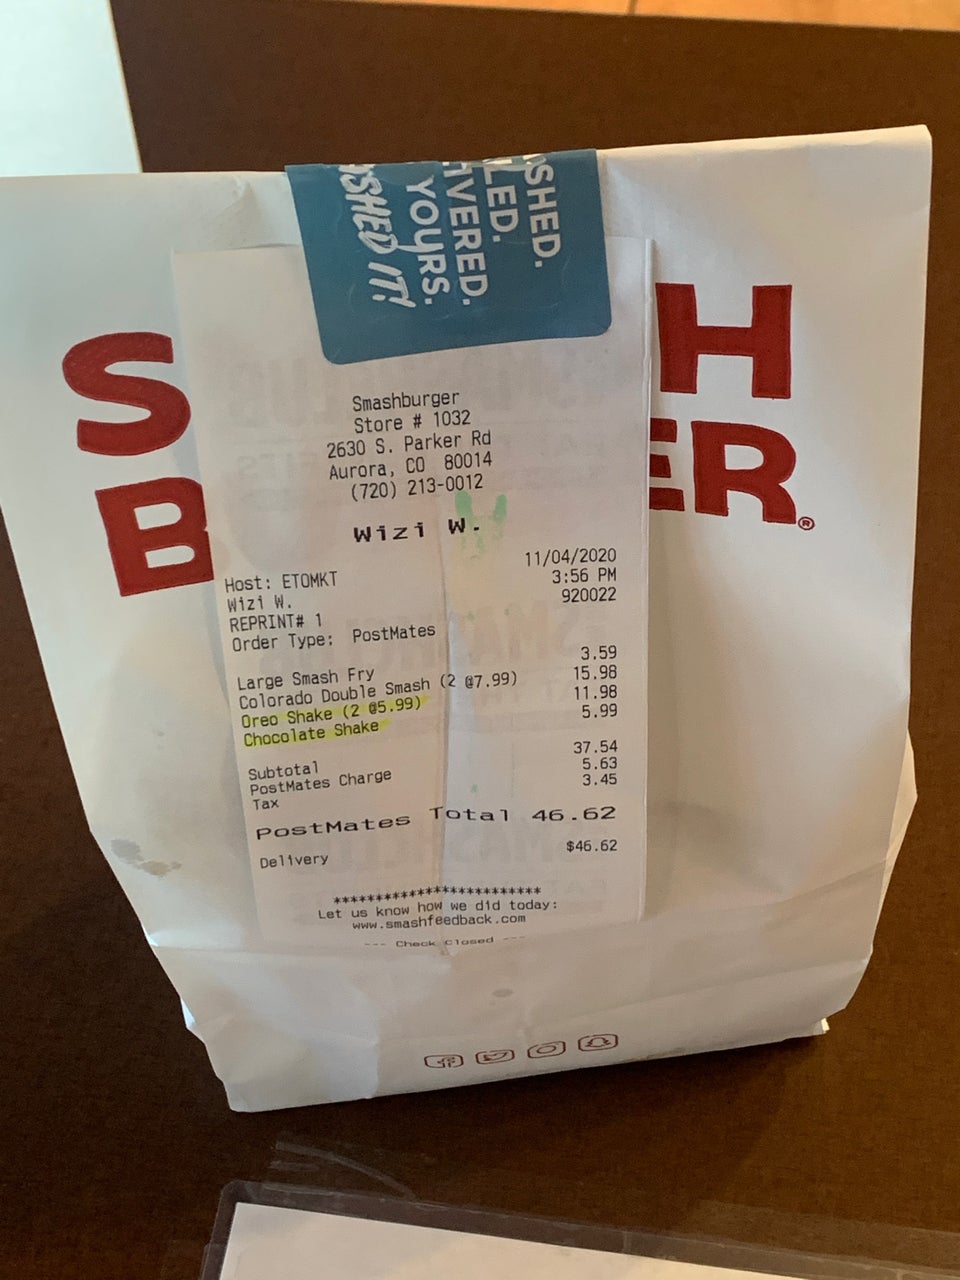 SHED.
LED.
IVERED.
YOURS.
SHED IT!
S H
B ER®
Smashburger
Store # 1032
2630 S. Parker Rd
Aurora, CO 80014
(720) 213-0012
Wizi W.
11/04/2020
Host: ETOMKT 3:56 PM
Wizi W. 920022
REPRINT# 1
Order Type: PostMates
Large Smash Fry 3.59
Colorado Double Smash (2 @7.99) 15.98
Oreo Shake (2 @5.99) 11.98
Chocolate Shake 5.99
Subtotal 37.54
PostMates Charge 5.63
Tax 3.45
PostMates Total 46.62
Delivery $46.62
*************************
Let us know how we did today:
www.smashfeedback.com
--- Check Closed ---